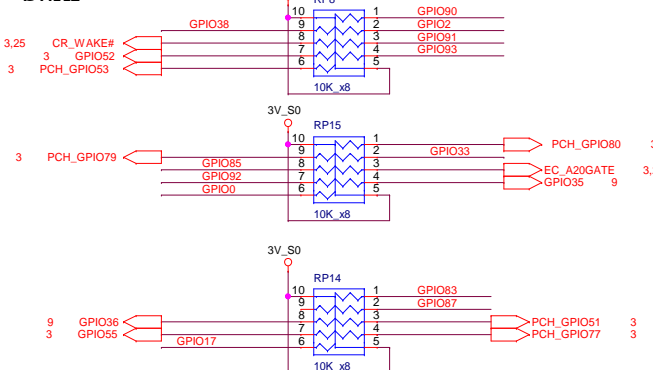 10 1 GPIO90
GPIO38 9 2 GPIO2
3,25 CR_WAKE# 8 3 GPIO91
3 GPIO52 7 4 GPIO93
3 PCH_GPIO53 6 5
10K_x8
3V_S0
RP15
10 1 PCH_GPIO80
3 PCH_GPIO79 9 2 GPIO33
GPIO85 8 3 EC_A20GATE 3,
GPIO92 7 4 GPIO35 9
GPIO0 6 5
10K_x8
3V_S0
RP14
10 1 GPIO83
9 2 GPIO87
9 GPIO36 8 3 PCH_GPIO51 3
3 GPIO55 7 4 PCH_GPIO77 3
GPIO17 6 5
10K_x8